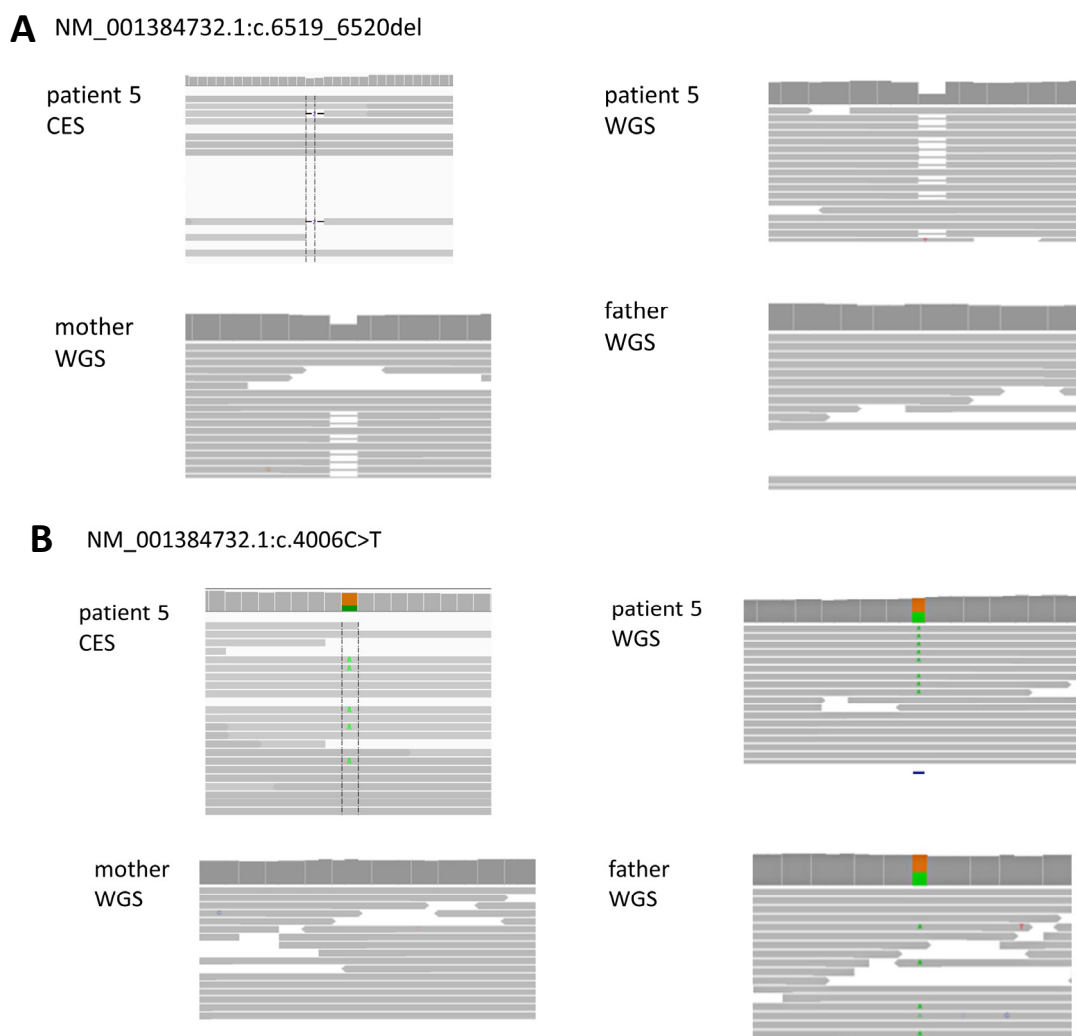 A NM_001384732.1:c.6519_6520del
patient 5
CES
patient 5
WGS
mother
WGS
father
WGS
B NM_001384732.1:c.4006C>T
patient 5
CES
patient 5
WGS
mother
WGS
father
WGS